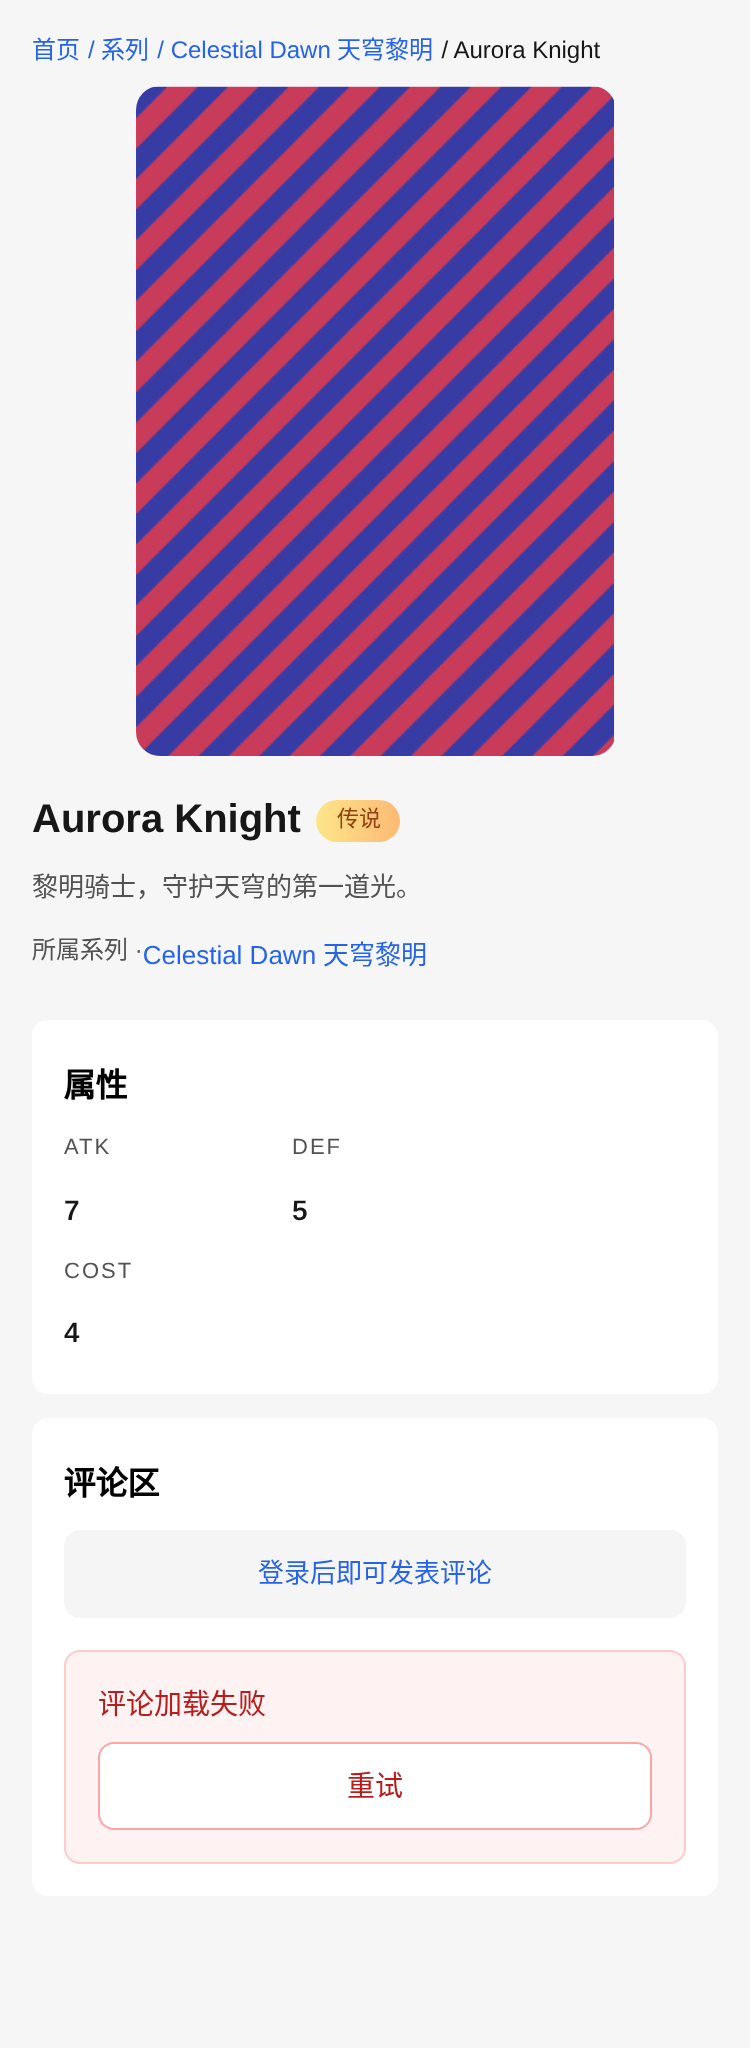 首页 / 系列 / Celestial Dawn 天穹黎明 / Aurora Knight
Aurora Knight 传说
黎明骑士，守护天穹的第一道光。
所属系列 ·Celestial Dawn 天穹黎明
属性
ATK DEF
7 5
COST
4
评论区
登录后即可发表评论
评论加载失败
重试